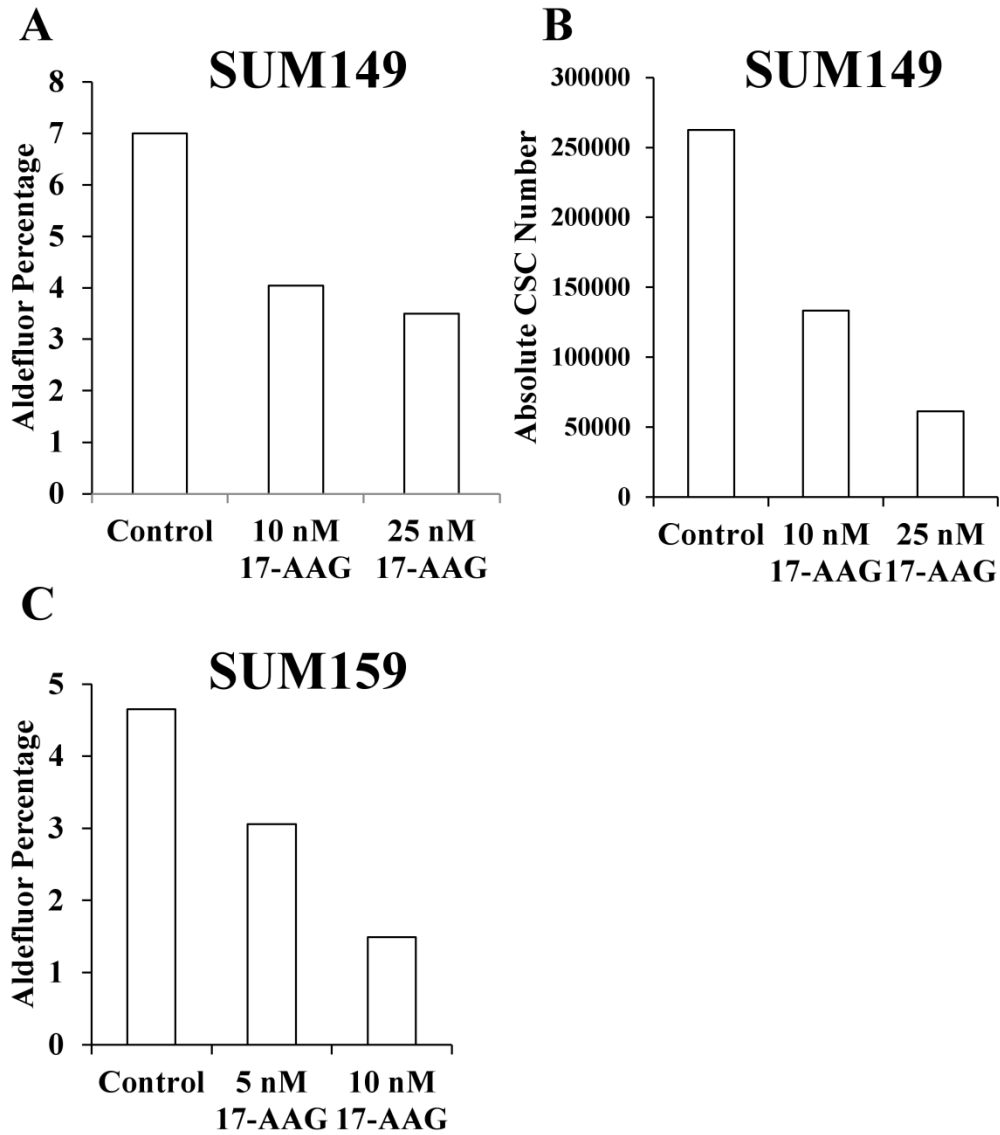 A
SUM149
Aldefluor Percentage
8
7
6
5
4
3
2
1
0
Control 10 nM 25 nM
17-AAG 17-AAG
B
SUM149
Absolute CSC Number
300000
250000
200000
150000
100000
50000
0
Control 10 nM 25 nM
17-AAG 17-AAG
C
SUM159
Aldefluor Percentage
5
4
3
2
1
0
Control 5 nM 10 nM
17-AAG 17-AAG